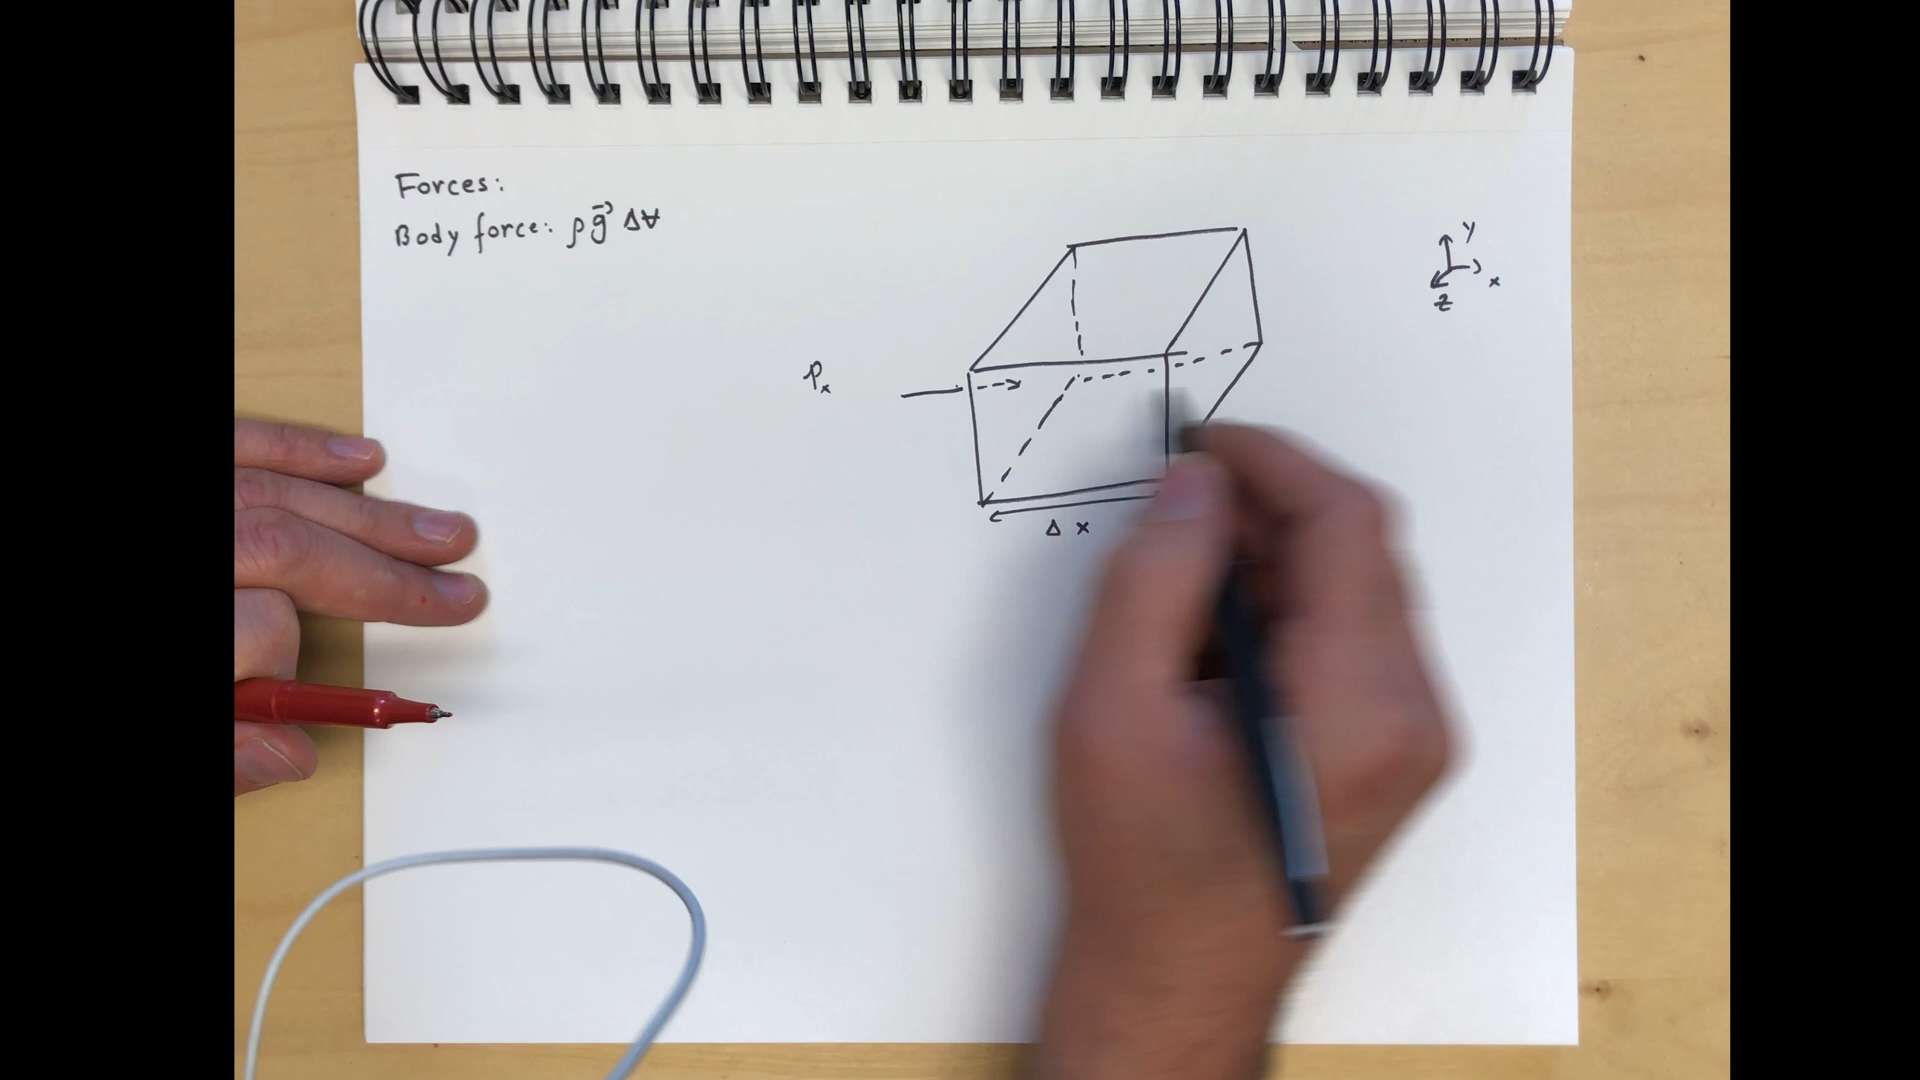 Forces:
Body force: ρg⃗ Δ∀
y
x
z
Pₓ
Δ x